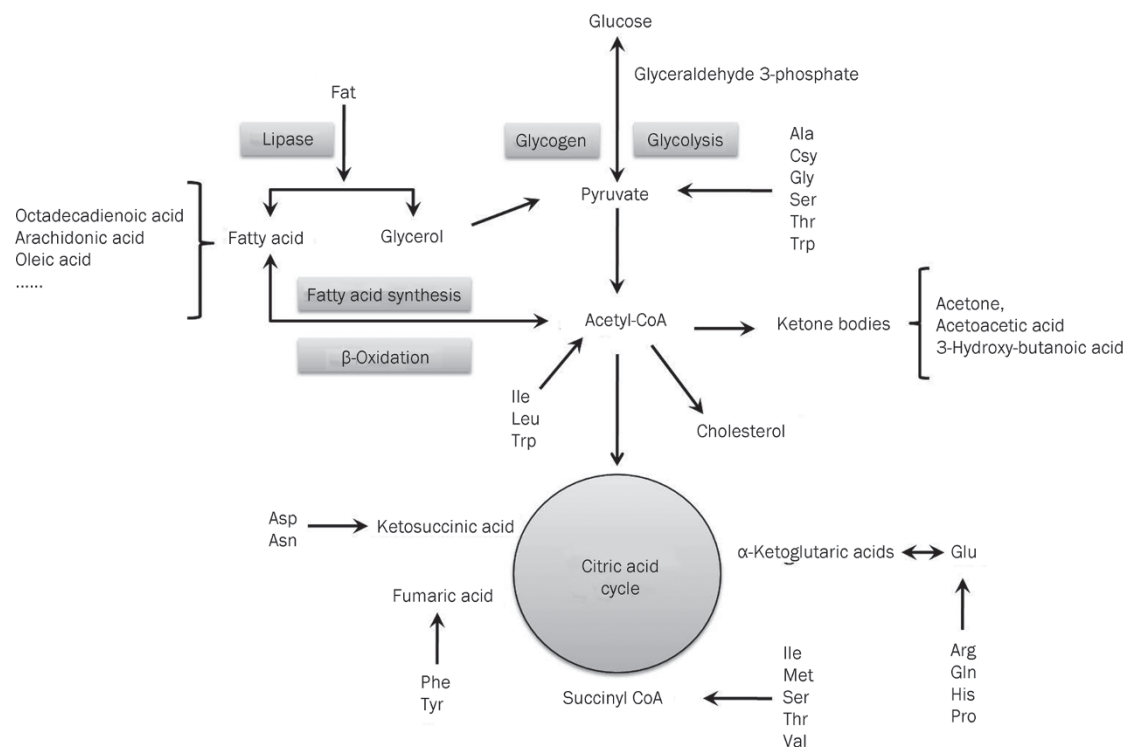 Glucose
Glyceraldehyde 3-phosphate
Fat
Lipase
Glycogen
Glycolysis
Ala
Csy
Gly
Ser
Thr
Trp
Pyruvate
Octadecadienoic acid
Arachidonic acid
Oleic acid
......
Fatty acid
Glycerol
Fatty acid synthesis
β-Oxidation
Acetyl-CoA
Ketone bodies
Acetone,
Acetoacetic acid
3-Hydroxy-butanoic acid
Ile
Leu
Trp
Cholesterol
Asp
Asn
Ketosuccinic acid
Citric acid
cycle
α-Ketoglutaric acids
Glu
Fumaric acid
Phe
Tyr
Succinyl CoA
Ile
Met
Ser
Thr
Val
Arg
Gln
His
Pro